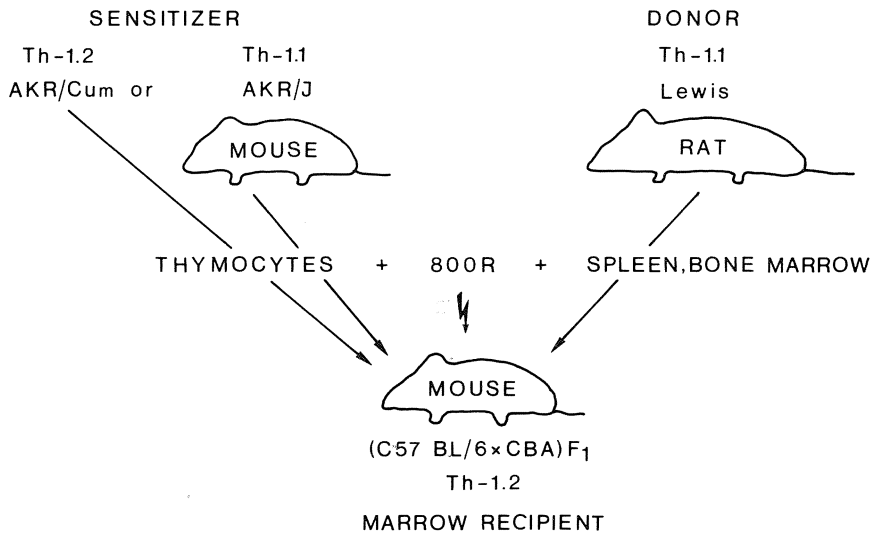 SENSITIZER
DONOR
Th-1.2
Th-1.1
Th-1.1
AKR/Cum or
AKR/J
Lewis
MOUSE
RAT
THYMOCYTES + 800R + SPLEEN, BONE MARROW
MOUSE
(C57 BL/6×CBA)F₁
Th-1.2
MARROW RECIPIENT